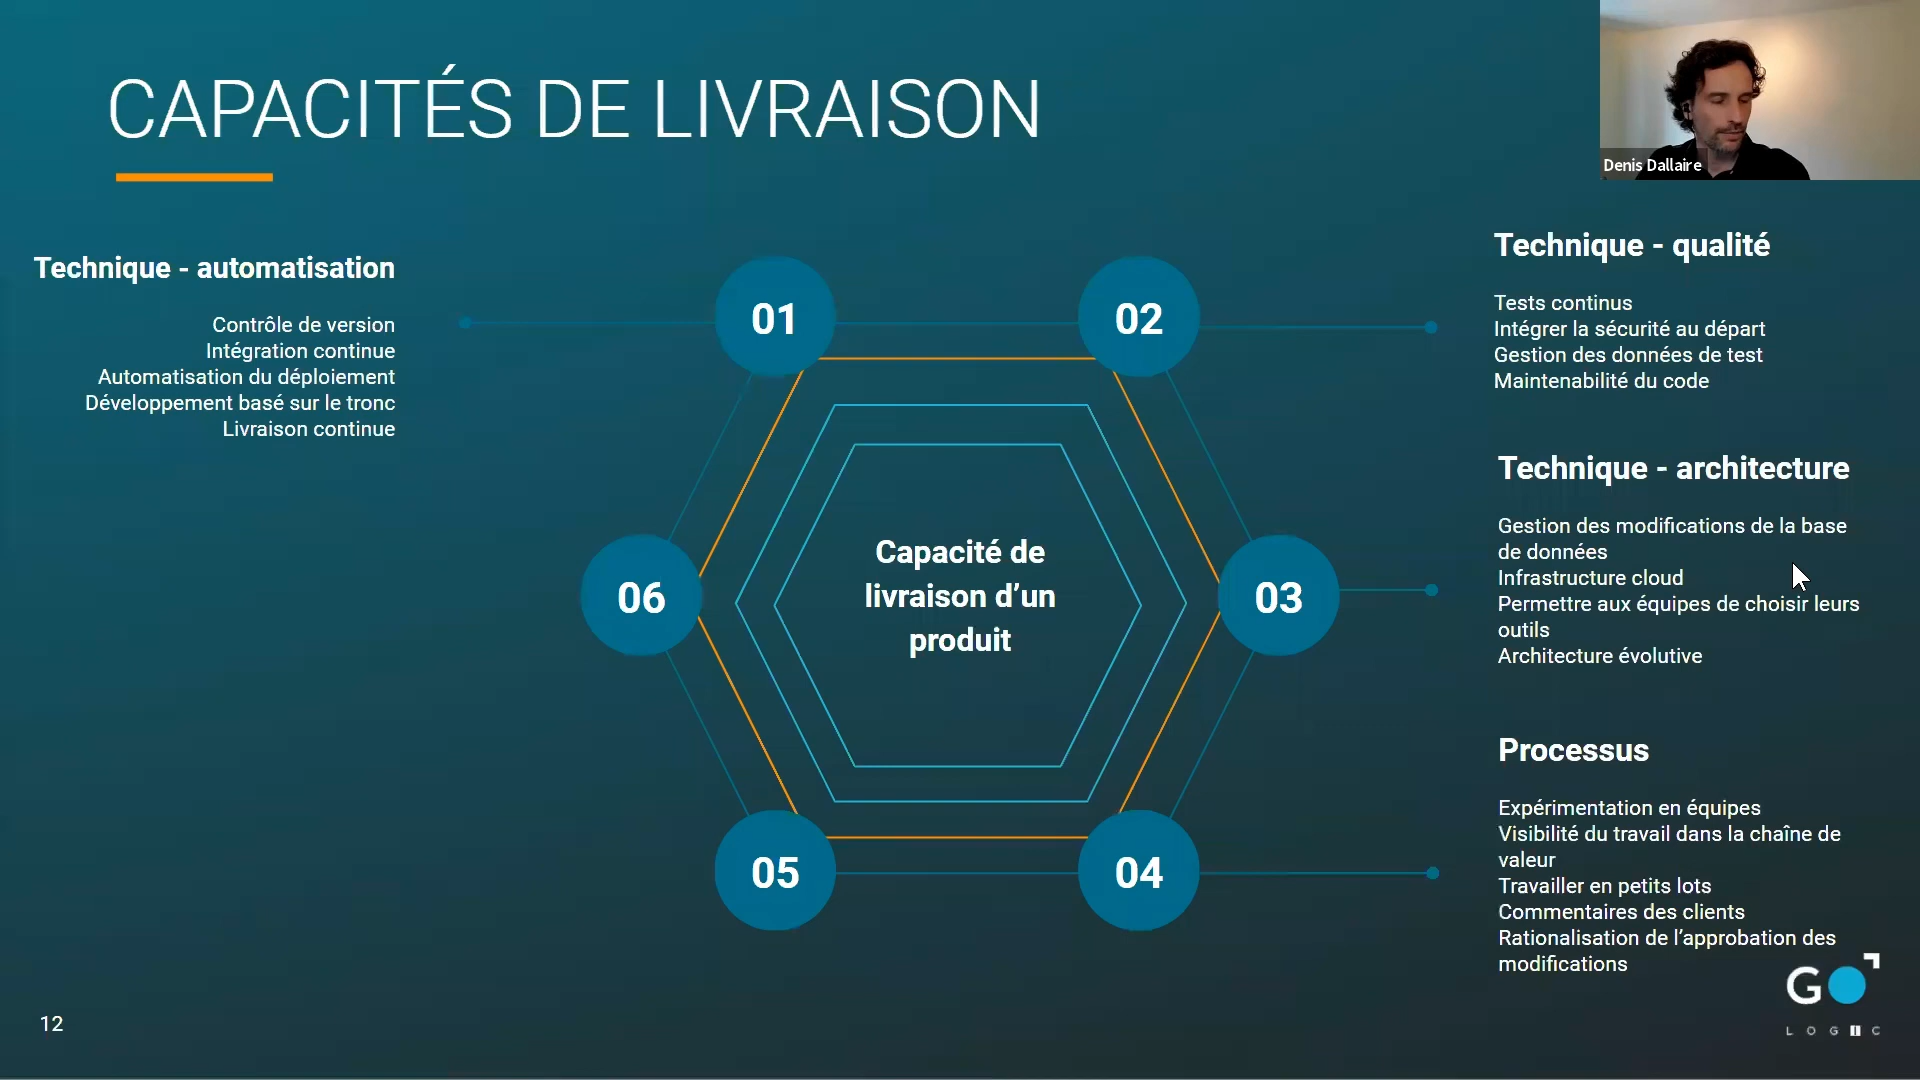 CAPACITÉS DE LIVRAISON
Denis Dallaire
Technique - automatisation
Contrôle de version
Intégration continue
Automatisation du déploiement
Développement basé sur le tronc
Livraison continue
01
02
03
04
05
06
Capacité de
livraison d’un
produit
Technique - qualité
Tests continus
Intégrer la sécurité au départ
Gestion des données de test
Maintenabilité du code
Technique - architecture
Gestion des modifications de la base
de données
Infrastructure cloud
Permettre aux équipes de choisir leurs
outils
Architecture évolutive
Processus
Expérimentation en équipes
Visibilité du travail dans la chaîne de
valeur
Travailler en petits lots
Commentaires des clients
Rationalisation de l’approbation des
modifications
GO
LOGIC
12